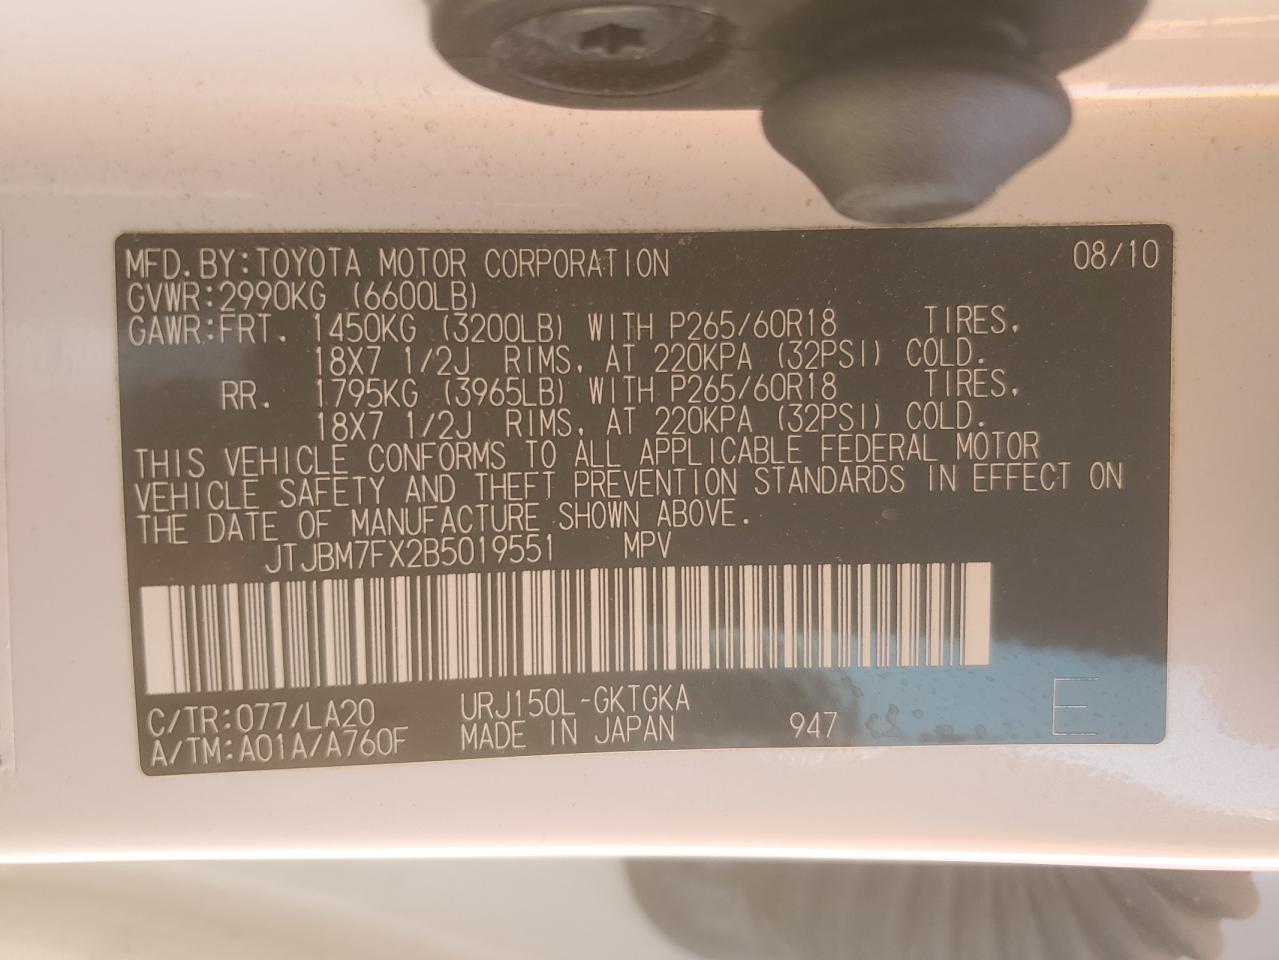 MFD.BY:TOYOTA MOTOR CORPORATION 08/10
GVWR:2990KG (6600LB)
GAWR:FRT. 1450KG (3200LB) WITH P265/60R18 TIRES,
18X7 1/2J RIMS, AT 220KPA (32PSI) COLD.
RR. 1795KG (3965LB) WITH P265/60R18 TIRES,
18X7 1/2J RIMS, AT 220KPA (32PSI) COLD.
THIS VEHICLE CONFORMS TO ALL APPLICABLE FEDERAL MOTOR
VEHICLE SAFETY AND THEFT PREVENTION STANDARDS IN EFFECT ON
THE DATE OF MANUFACTURE SHOWN ABOVE.
JTJBM7FX2B5019551 MPV
C/TR:077/LA20 URJ150L-GKTGKA
A/TM:A01A/A760F MADE IN JAPAN 947 E